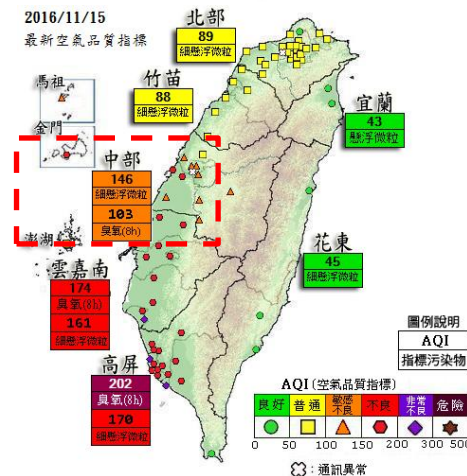 2016/11/15
最新空氣品質指標
北部
89
細懸浮微粒
馬祖
竹苗
88
細懸浮微粒
宜蘭
43
懸浮微粒
金門
中部
146
細懸浮微粒
103
臭氧(8h)
澎湖
花東
45
細懸浮微粒
雲嘉南
174
臭氧(8h)
161
細懸浮微粒
高屏
202
臭氧(8h)
170
細懸浮微粒
圖例說明
AQI
指標污染物
AQI(空氣品質指標)
良好 普通 敏感不良 不良 非常不良 危險
0 50 100 150 200 300 500
:通訊異常